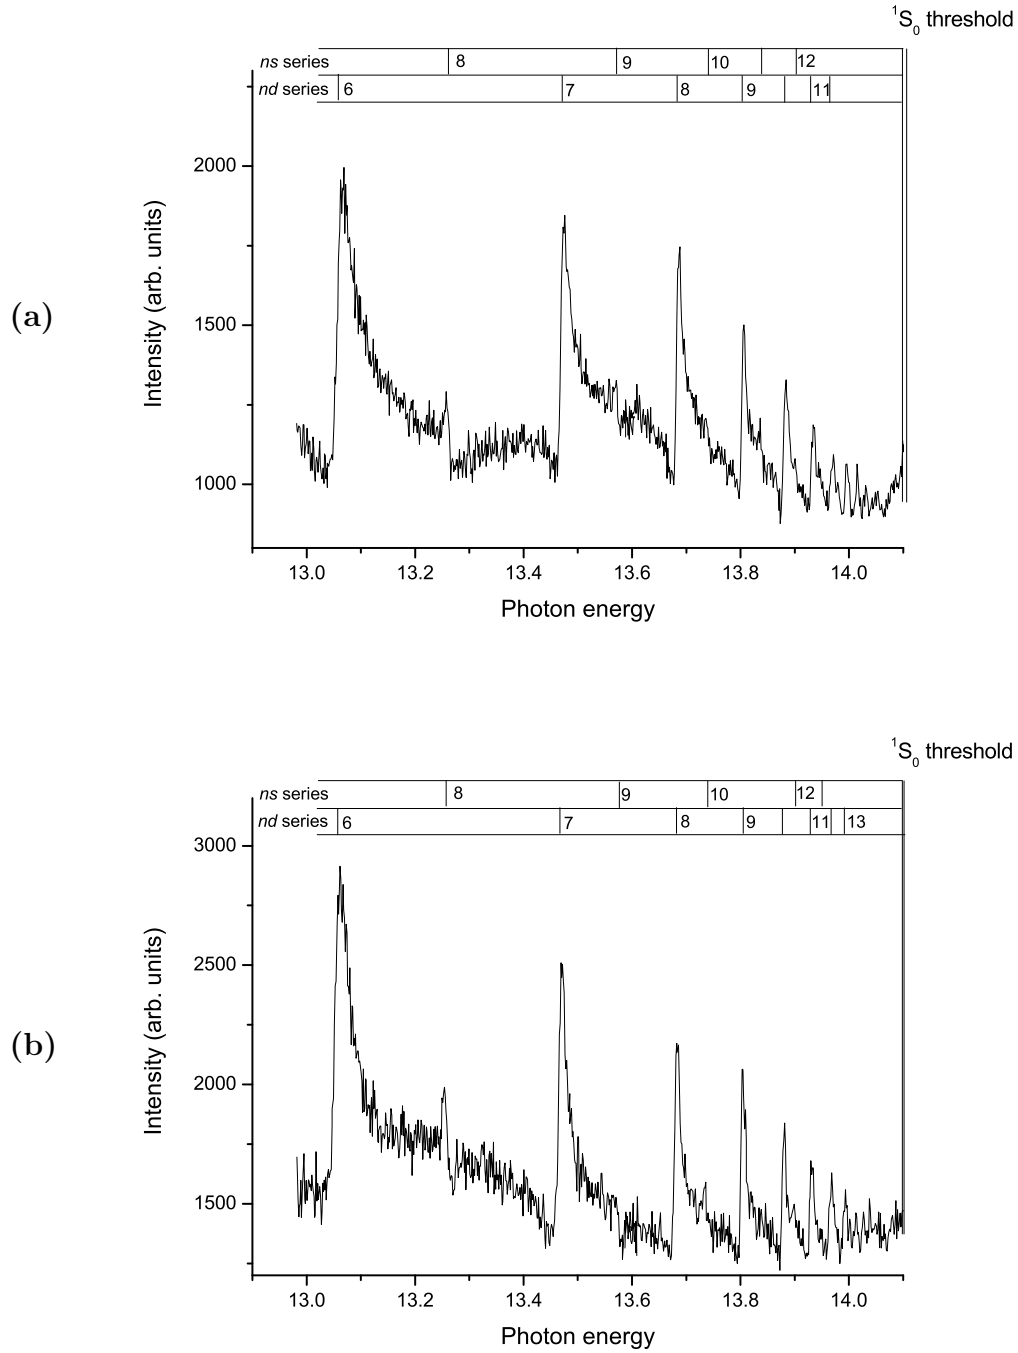 ¹S₀ threshold
ns series 8 9 10 12
nd series 6 7 8 9 11
2000
1500
1000
Intensity (arb. units)
(a)
13.0 13.2 13.4 13.6 13.8 14.0
Photon energy
¹S₀ threshold
ns series 8 9 10 12
nd series 6 7 8 9 11 13
3000
2500
2000
1500
Intensity (arb. units)
(b)
13.0 13.2 13.4 13.6 13.8 14.0
Photon energy